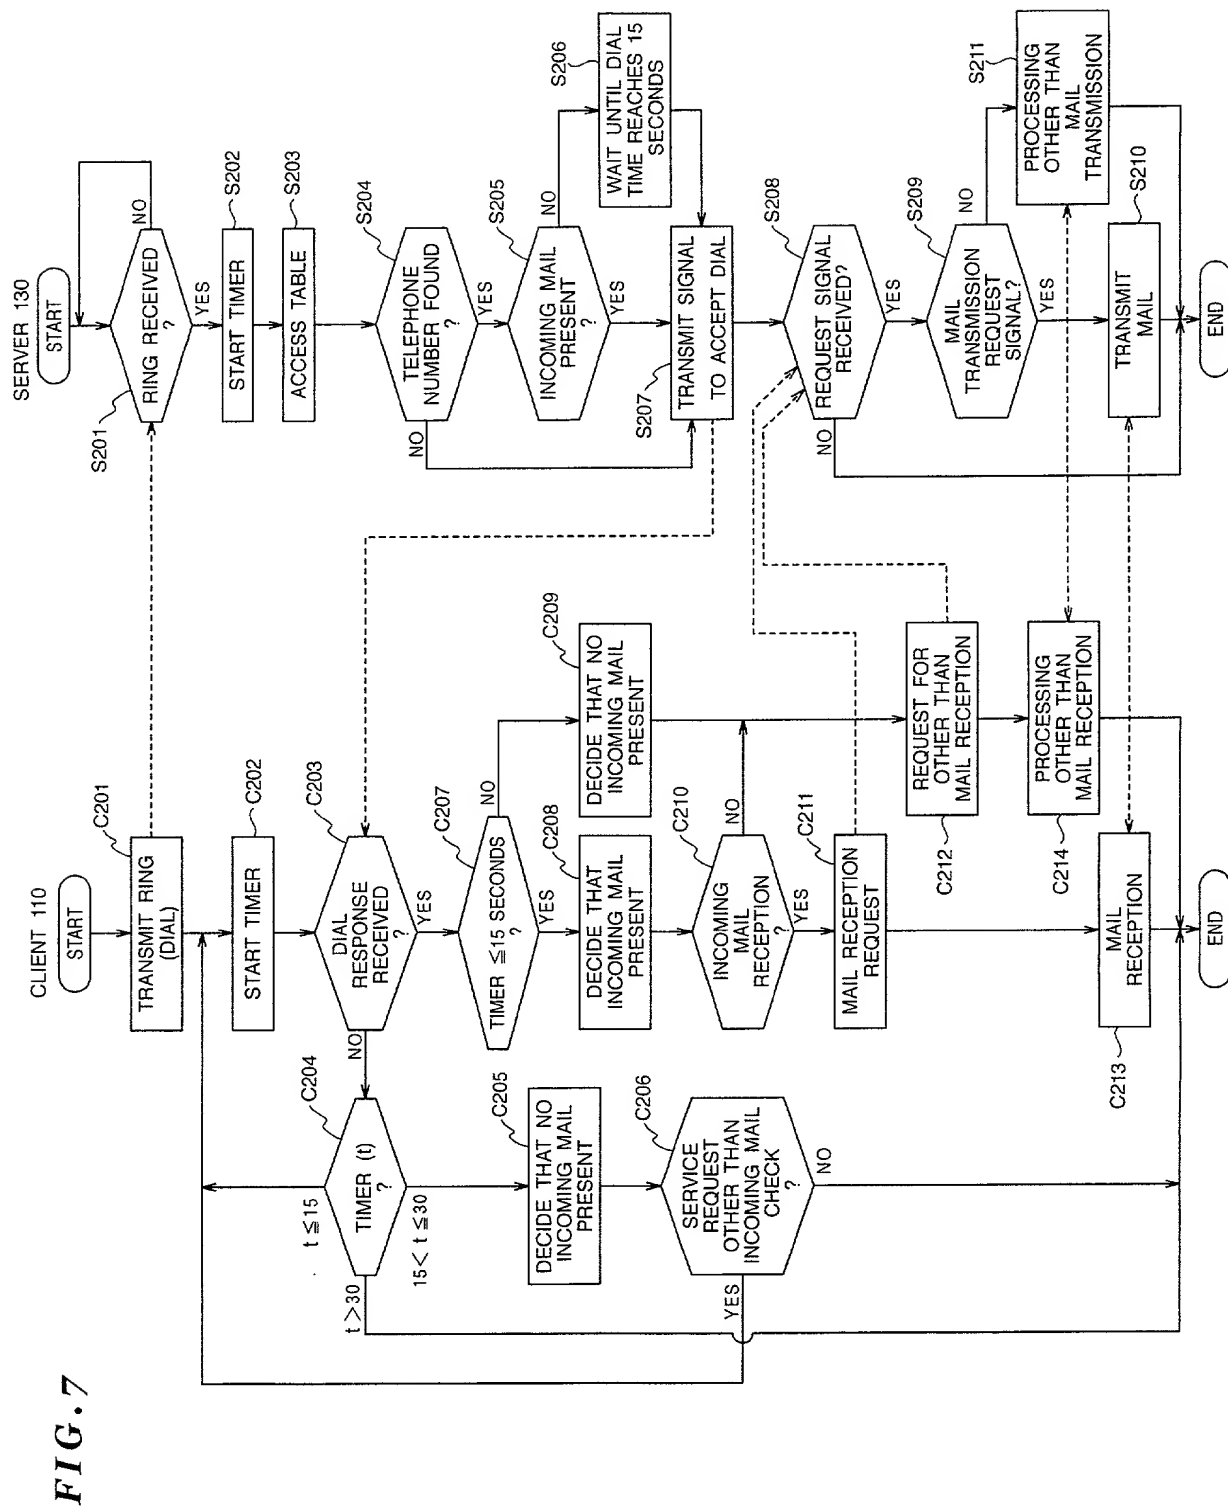 FIG.7
CLIENT 110
START
C201
TRANSMIT RING
(DIAL)
C202
START TIMER
C203
DIAL
RESPONSE
RECEIVED
?
NO
YES
C204
TIMER (t)
?
t ≦ 15
15 < t ≦ 30
t > 30
C205
DECIDE THAT NO
INCOMING MAIL
PRESENT
C206
SERVICE
REQUEST
OTHER THAN
INCOMING MAIL
CHECK
?
YES
NO
C207
TIMER ≦ 15 SECONDS
?
NO
YES
C208
DECIDE THAT
INCOMING MAIL
PRESENT
C209
DECIDE THAT NO
INCOMING MAIL
PRESENT
C210
INCOMING
MAIL
RECEPTION
?
NO
YES
C211
MAIL RECEPTION
REQUEST
C212
REQUEST FOR
OTHER THAN
MAIL RECEPTION
C214
PROCESSING
OTHER THAN
MAIL RECEPTION
C213
MAIL
RECEPTION
END
SERVER 130
START
S201
RING RECEIVED
?
NO
YES
S202
START TIMER
S203
ACCESS TABLE
S204
TELEPHONE
NUMBER FOUND
?
NO
YES
S205
INCOMING MAIL
PRESENT
?
NO
YES
S206
WAIT UNTIL DIAL
TIME REACHES 15
SECONDS
S207
TRANSMIT SIGNAL
TO ACCEPT DIAL
S208
REQUEST SIGNAL
RECEIVED?
NO
YES
S209
MAIL
TRANSMISSION
REQUEST
SIGNAL?
NO
YES
S211
PROCESSING
OTHER THAN
MAIL
TRANSMISSION
S210
TRANSMIT
MAIL
END